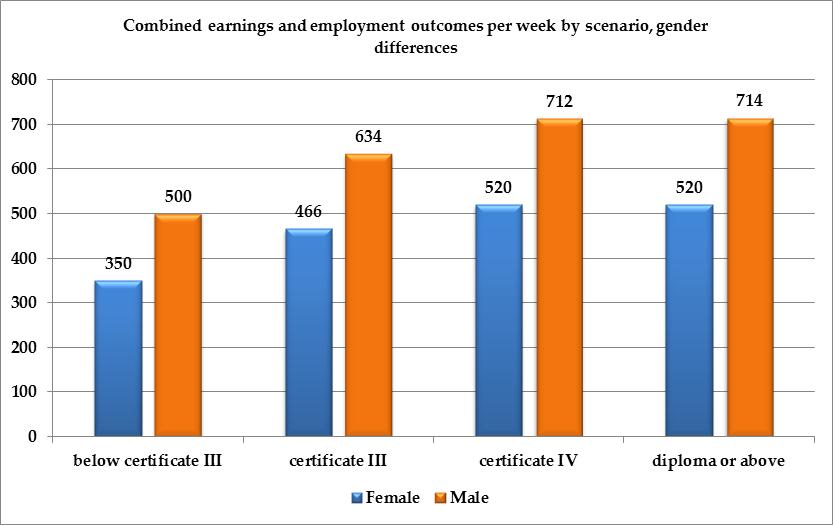 Combined earnings and employment outcomes per week by scenario, gender
differences
800
700
600
500
400
300
200
100
0
350
500
466
634
520
712
520
714
below certificate III
certificate III
certificate IV
diploma or above
Female
Male